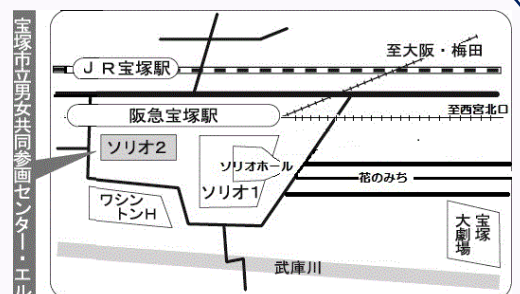 宝塚市立男女共同参画センター・エル
至大阪・梅田
JR宝塚駅
阪急宝塚駅
至西宮北口
ソリオ2
ソリオホール
ソリオ1
花のみち
ワシン
トンH
宝塚
大劇場
武庫川